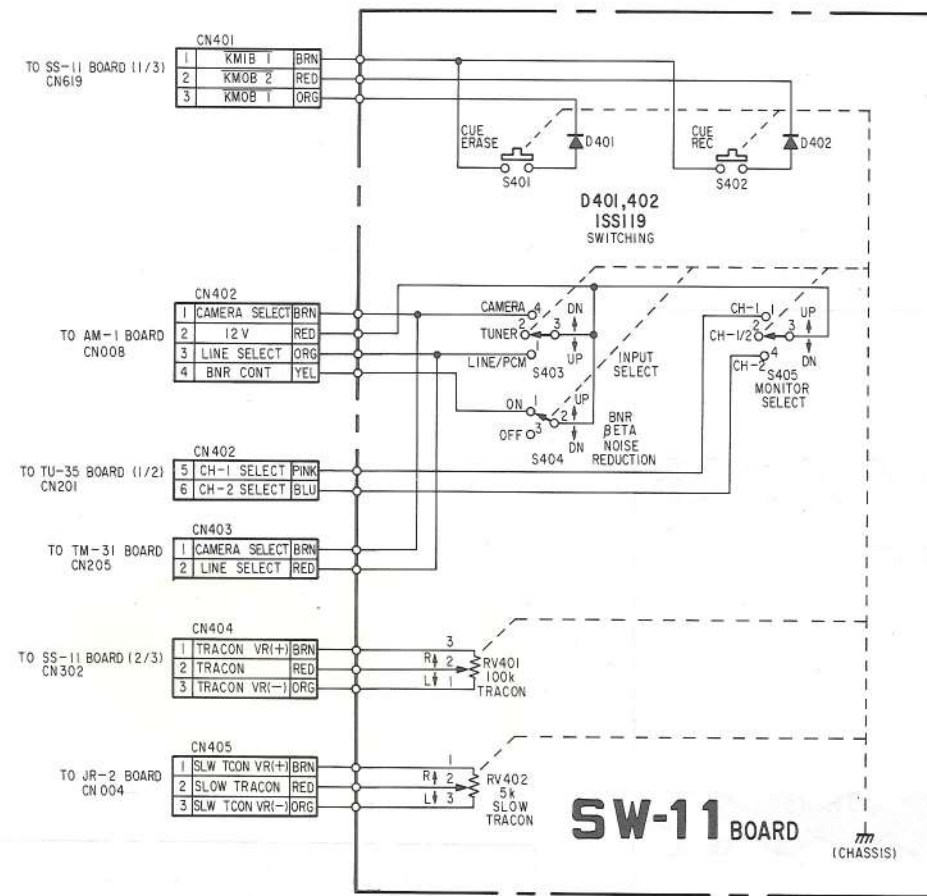 CN401
TO SS-11 BOARD (1/3)
CN619
1 KMIB 1 BRN
2 KMOB 2 RED
3 KMOB 1 ORG
CUE
ERASE
S401
D401
CUE
REC
S402
D402
D401,402
1SS119
SWITCHING
CN402
TO AM-1 BOARD
CN008
1 CAMERA SELECT BRN
2 12V RED
3 LINE SELECT ORG
4 BNR CONT YEL
CAMERA 4
TUNER 2 3
LINE/PCM 1
DN
UP
S403
INPUT
SELECT
ON 1
2
OFF 3
UP
DN
S404
BNR
BETA
NOISE
REDUCTION
CH-1 1
CH-1/2 2 3
CH-2 4
UP
DN
S405
MONITOR
SELECT
CN402
TO TU-35 BOARD (1/2)
CN201
5 CH-1 SELECT PINK
6 CH-2 SELECT BLU
CN403
TO TM-31 BOARD
CN205
1 CAMERA SELECT BRN
2 LINE SELECT RED
CN404
TO SS-11 BOARD (2/3)
CN302
1 TRACON VR(+) BRN
2 TRACON RED
3 TRACON VR(-) ORG
3
R 2
L 1
RV401
100k
TRACON
CN405
TO JR-2 BOARD
CN004
1 SLW TCON VR(+) BRN
2 SLOW TRACON RED
3 SLW TCON VR(-) ORG
1
R 2
L 3
RV402
5k
SLOW
TRACON
SW-11 BOARD
(CHASSIS)